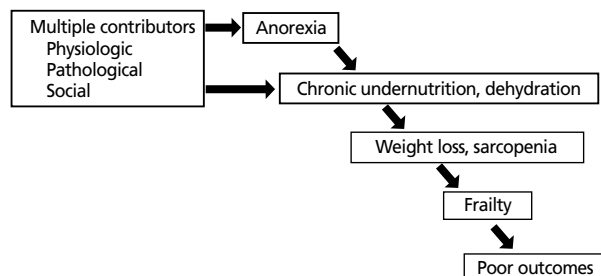 Multiple contributors
Physiologic
Pathological
Social
Anorexia
Chronic undernutrition, dehydration
Weight loss, sarcopenia
Frailty
Poor outcomes